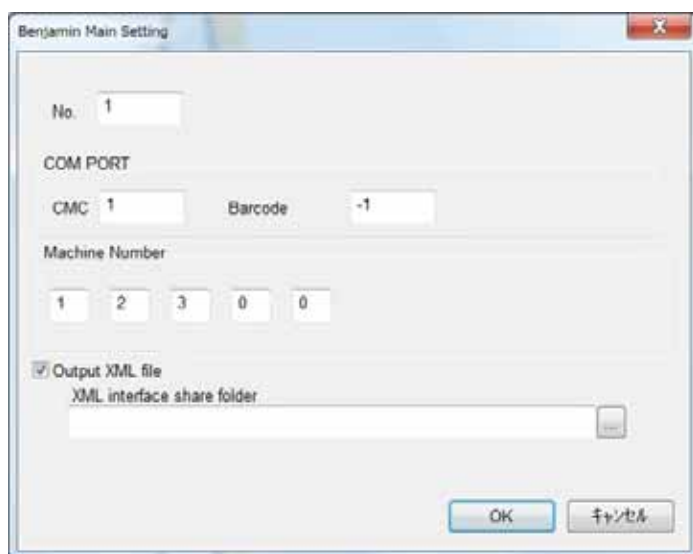 Benjamin Main Setting
No. 1
COM PORT
CMC 1 Barcode -1
Machine Number
1 2 3 0 0
Output XML file
XML interface share folder
...
OK キャンセル